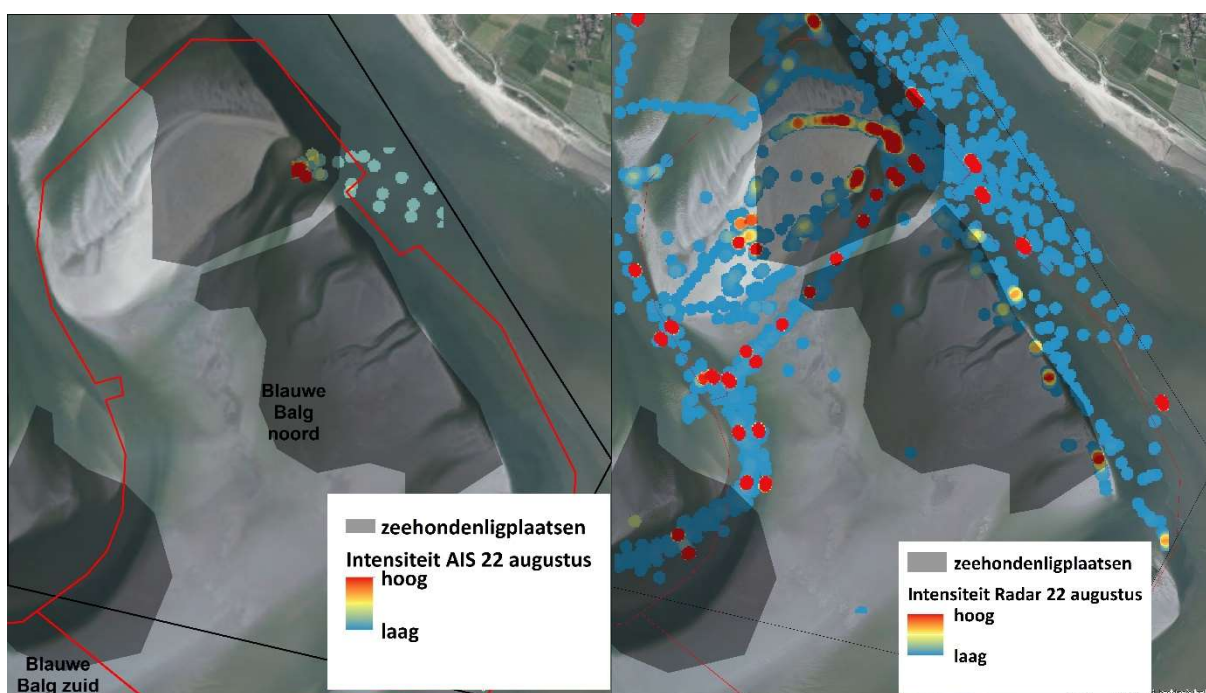 Blauwe
Balg
noord
Blauwe
Balg zuid
zeehondenligplaatsen
Intensiteit AIS 22 augustus
hoog
laag
zeehondenligplaatsen
Intensiteit Radar 22 augustus
hoog
laag